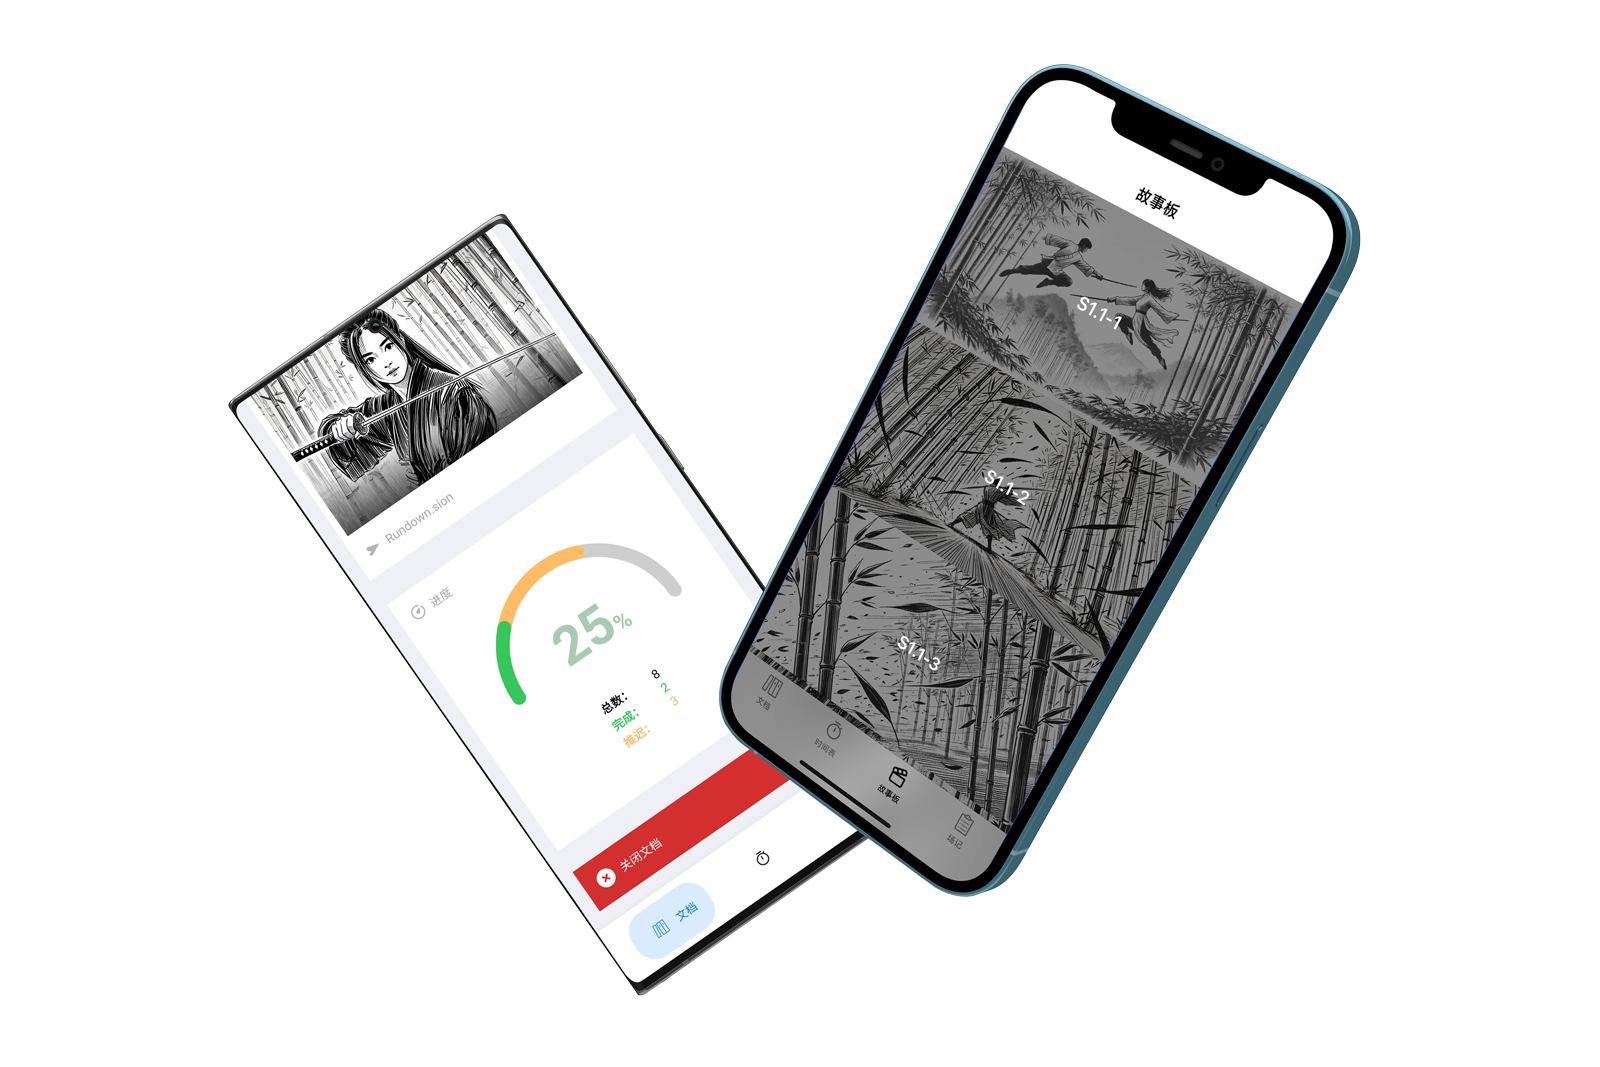 Rundown.sion
进度
25%
总数: 8
完成: 2
推迟: 3
关闭文档
文档
故事板
S1.1-1
S1.1-2
S1.1-3
文档
时间表
故事板
场记